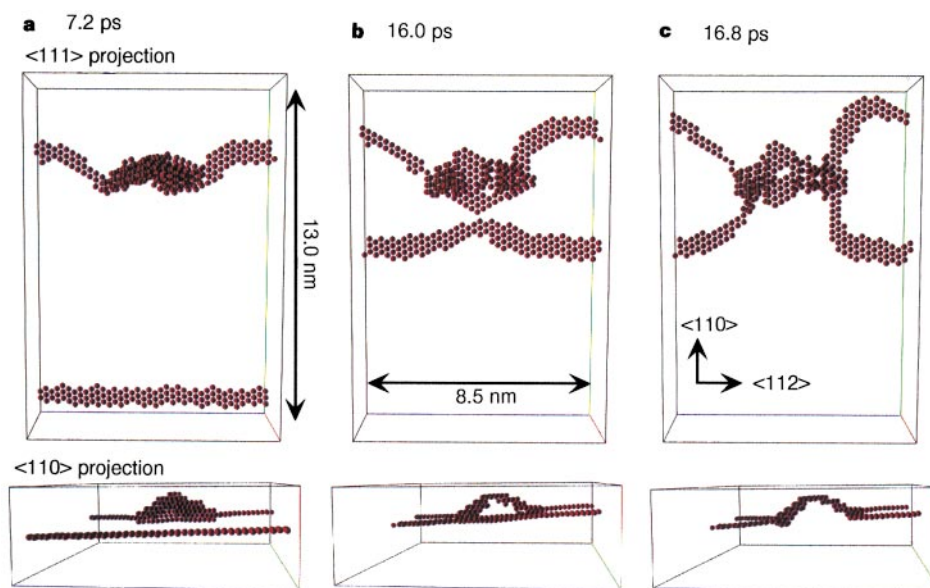 a 7.2 ps
<111> projection
b 16.0 ps
c 16.8 ps
13.0 nm
8.5 nm
<110>
<112>
<110> projection